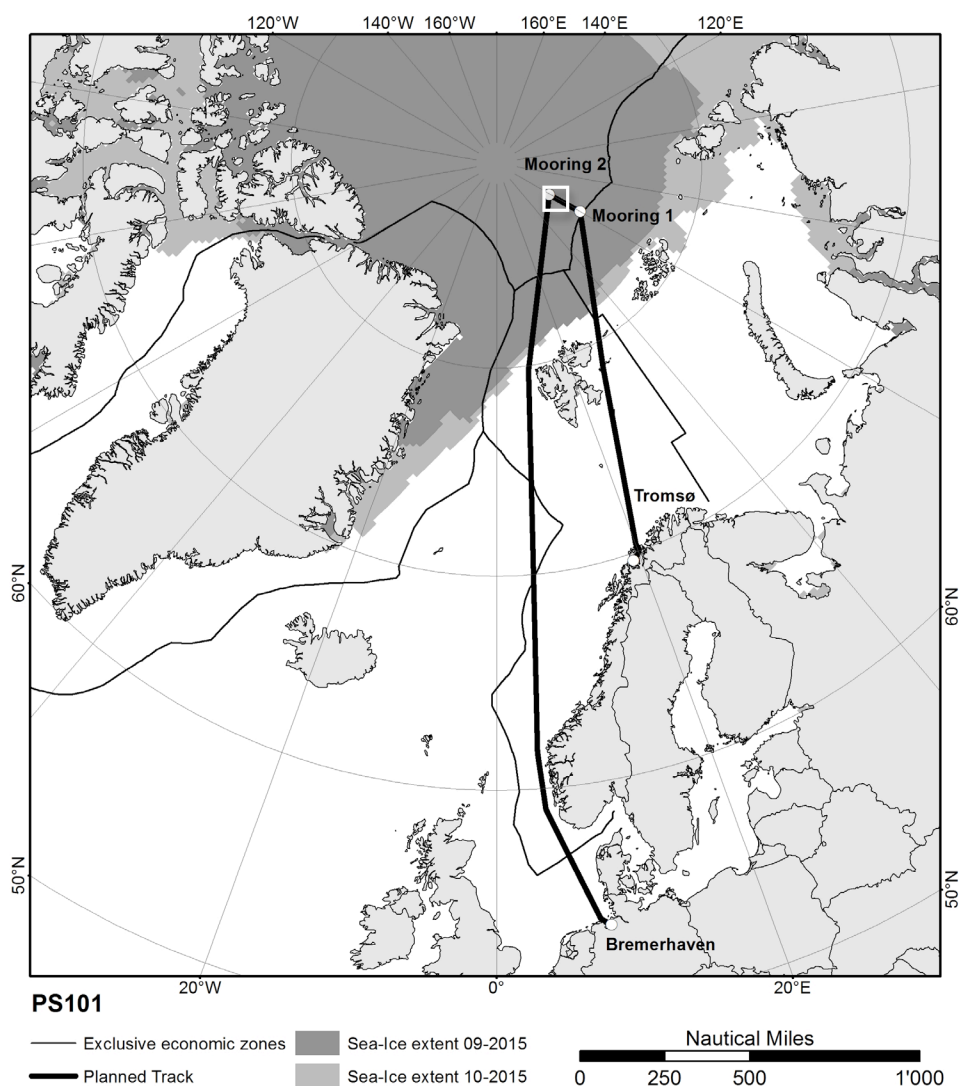 120°W 140°W 160°W 160°E 140°E 120°E
Mooring 2
Mooring 1
Tromsø
60°N
60°N
50°N
50°N
Bremerhaven
20°W 0° 20°E
PS101
Exclusive economic zones
Planned Track
Sea-Ice extent 09-2015
Sea-Ice extent 10-2015
Nautical Miles
0 250 500 1'000